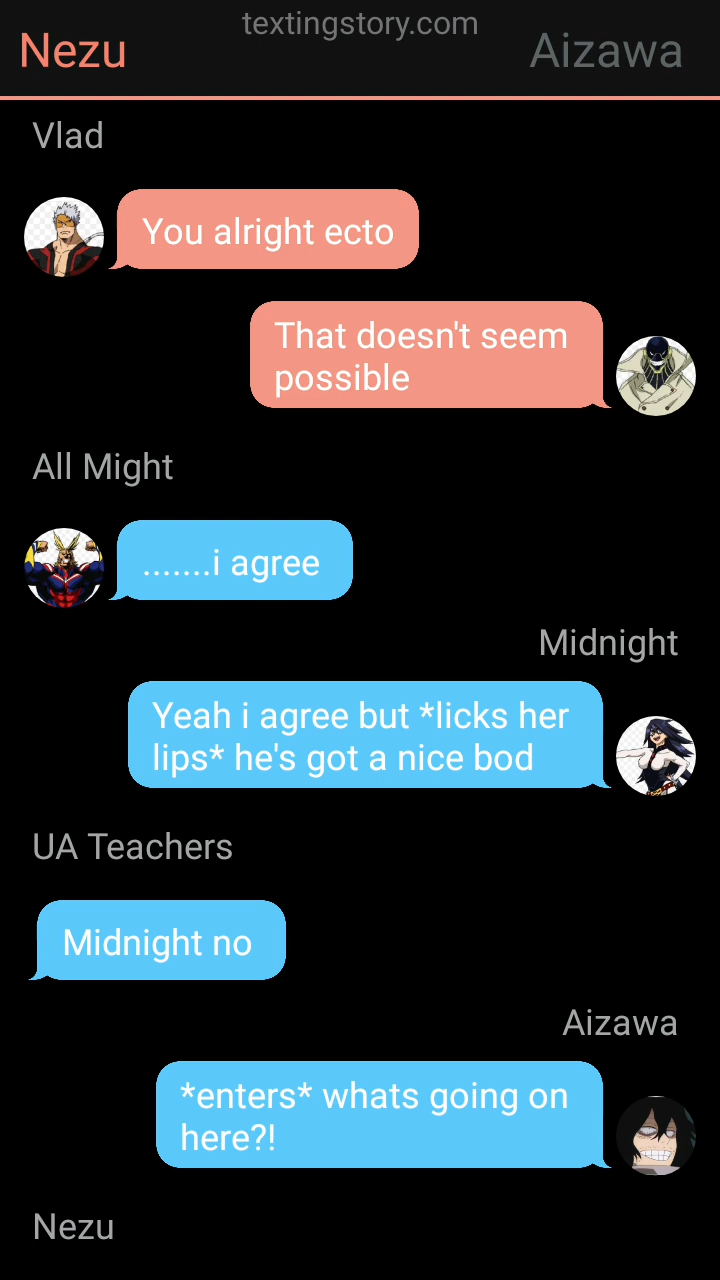 textingstory.com
Nezu
Aizawa
Vlad
You alright ecto
That doesn't seem
possible
All Might
.......i agree
Midnight
Yeah i agree but *licks her
lips* he's got a nice bod
UA Teachers
Midnight no
Aizawa
*enters* whats going on
here?!
Nezu